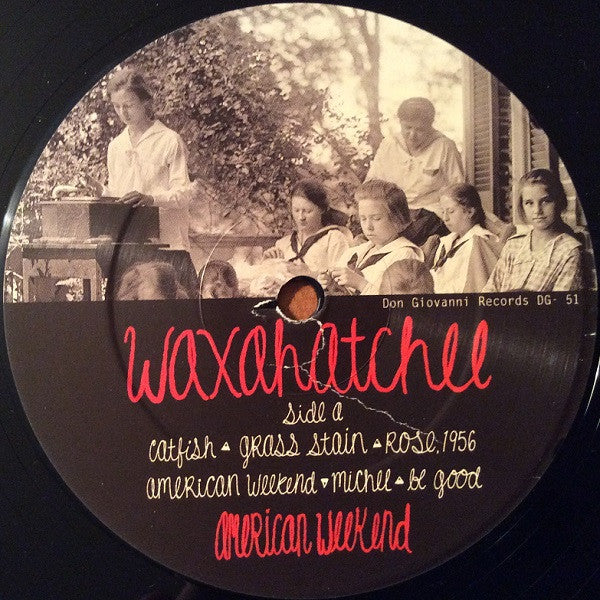 Don Giovanni Records DG- 51
waxahatchee
side a
catfish ▲ grass stain ▲ ROSE, 1956
american weekend ▼ michel ▲ be good
american weekend